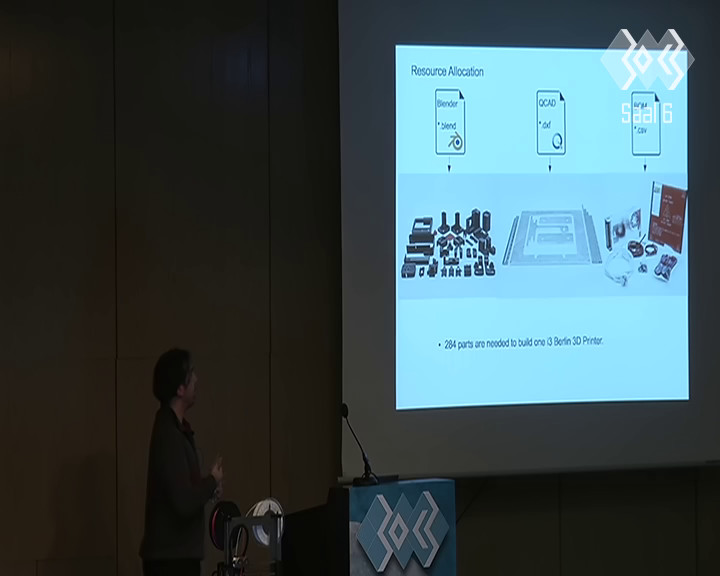 Resource Allocation
Blender
*.blend
QCAD
*.dxf
BOM
*.csv
saal 6
• 284 parts are needed to build one i3 Berlin 3D Printer.